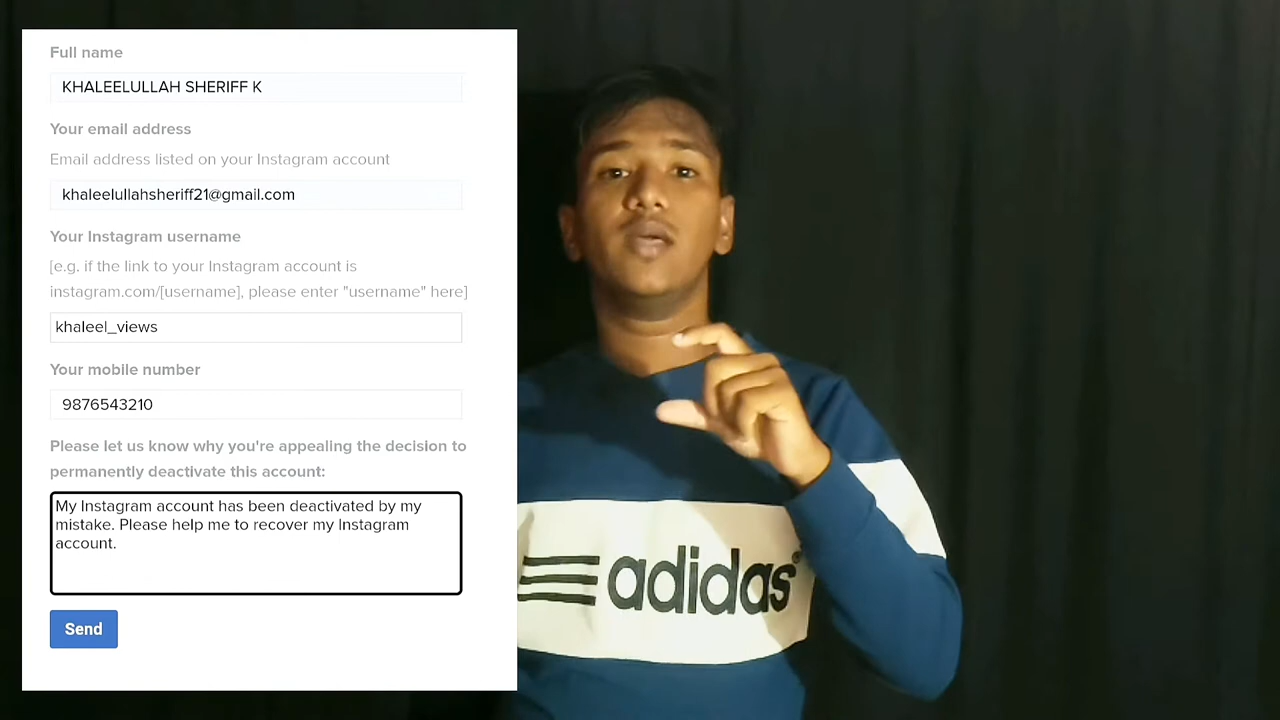 Full name
KHALEELULLAH SHERIFF K
Your email address
Email address listed on your Instagram account
khaleelullahsheriff21@gmail.com
Your Instagram username
[e.g. if the link to your Instagram account is
instagram.com/[username], please enter "username" here]
khaleel_views
Your mobile number
9876543210
Please let us know why you're appealing the decision to
permanently deactivate this account:
My Instagram account has been deactivated by my
mistake. Please help me to recover my Instagram
account.
Send
adidas®